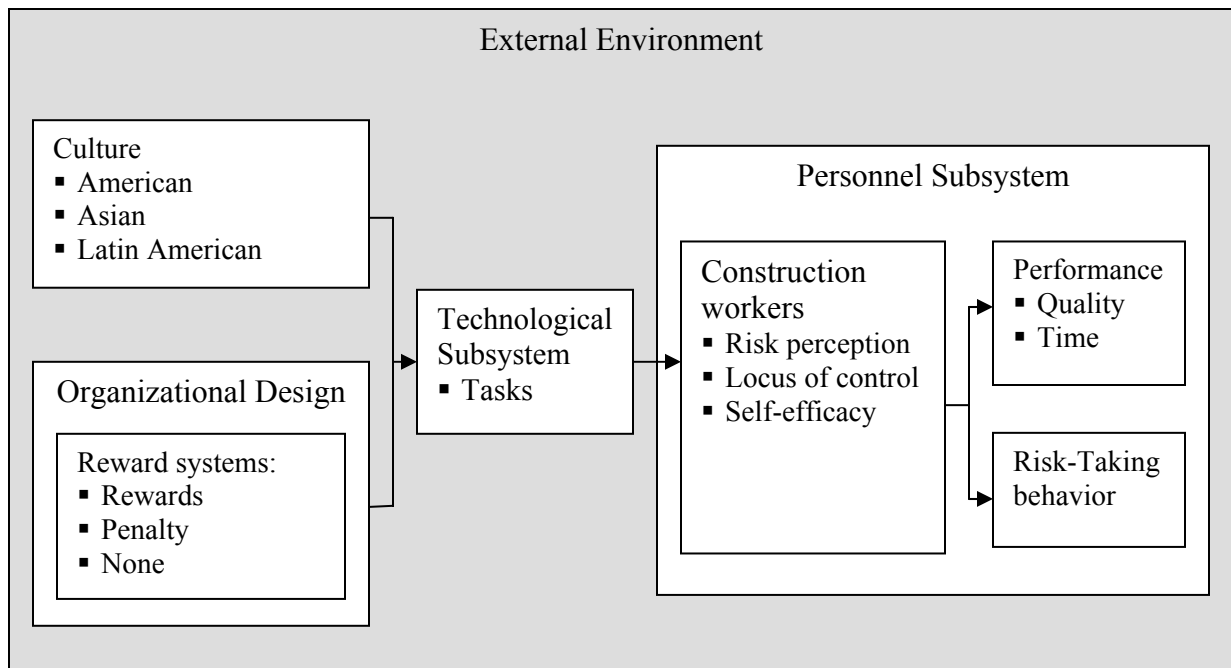 External Environment
Culture
▪ American
▪ Asian
▪ Latin American
Organizational Design
Reward systems:
▪ Rewards
▪ Penalty
▪ None
Technological
Subsystem
▪ Tasks
Personnel Subsystem
Construction
workers
▪ Risk perception
▪ Locus of control
▪ Self-efficacy
Performance
▪ Quality
▪ Time
Risk-Taking
behavior